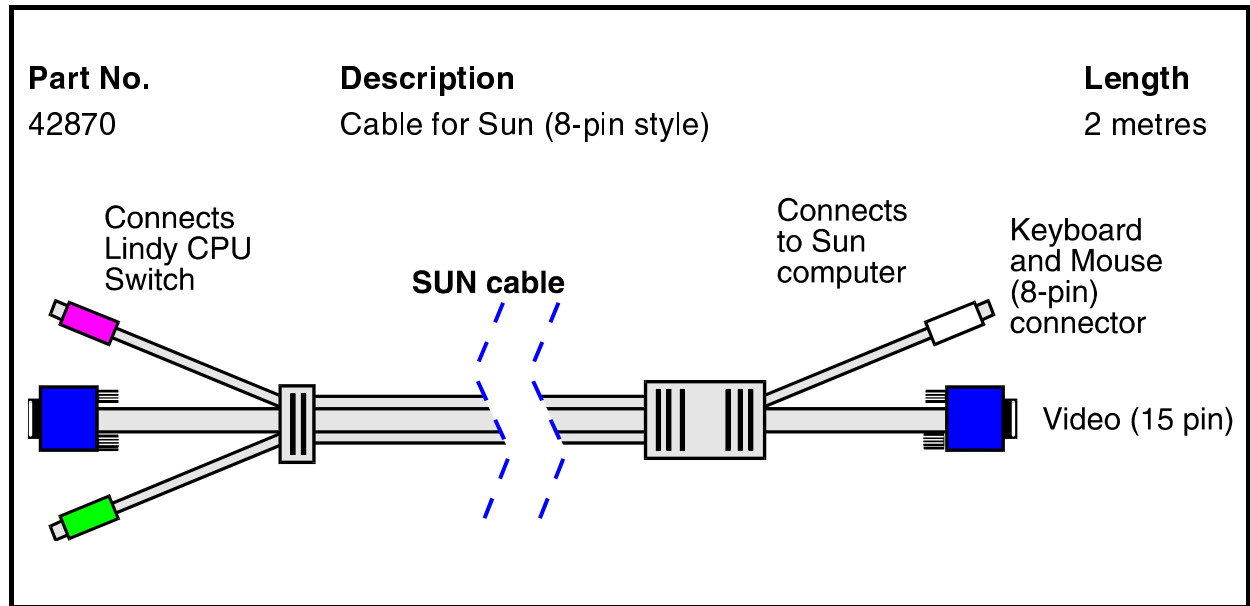 Part No. Description Length
42870 Cable for Sun (8-pin style) 2 metres
Connects
Lindy CPU
Switch
SUN cable
Connects
to Sun
computer
Keyboard
and Mouse
(8-pin)
connector
Video (15 pin)